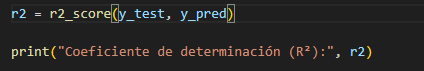 r2 = r2_score(y_test, y_pred)
print("Coeficiente de determinación (R²):", r2)